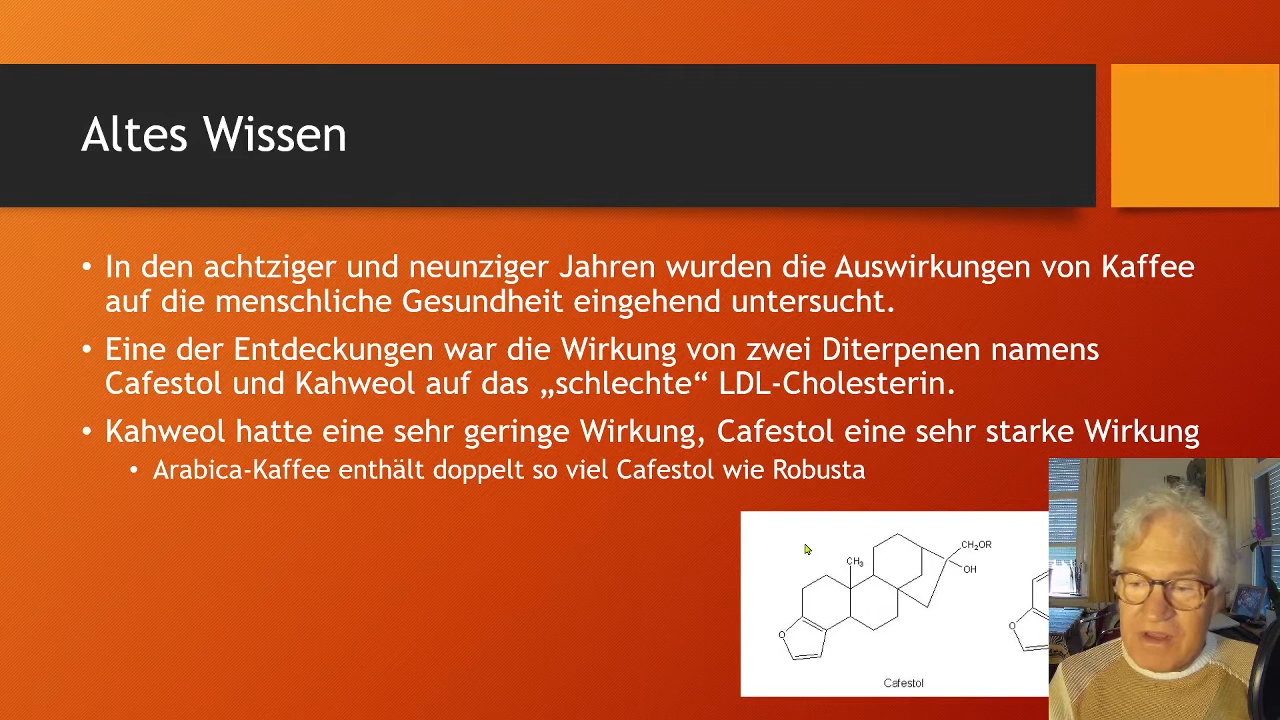 Altes Wissen
• In den achtziger und neunziger Jahren wurden die Auswirkungen von Kaffee
auf die menschliche Gesundheit eingehend untersucht.
• Eine der Entdeckungen war die Wirkung von zwei Diterpenen namens
Cafestol und Kahweol auf das „schlechte“ LDL-Cholesterin.
• Kahweol hatte eine sehr geringe Wirkung, Cafestol eine sehr starke Wirkung
• Arabica-Kaffee enthält doppelt so viel Cafestol wie Robusta
CH₂OR
CH₃
OH
O
O
Cafestol